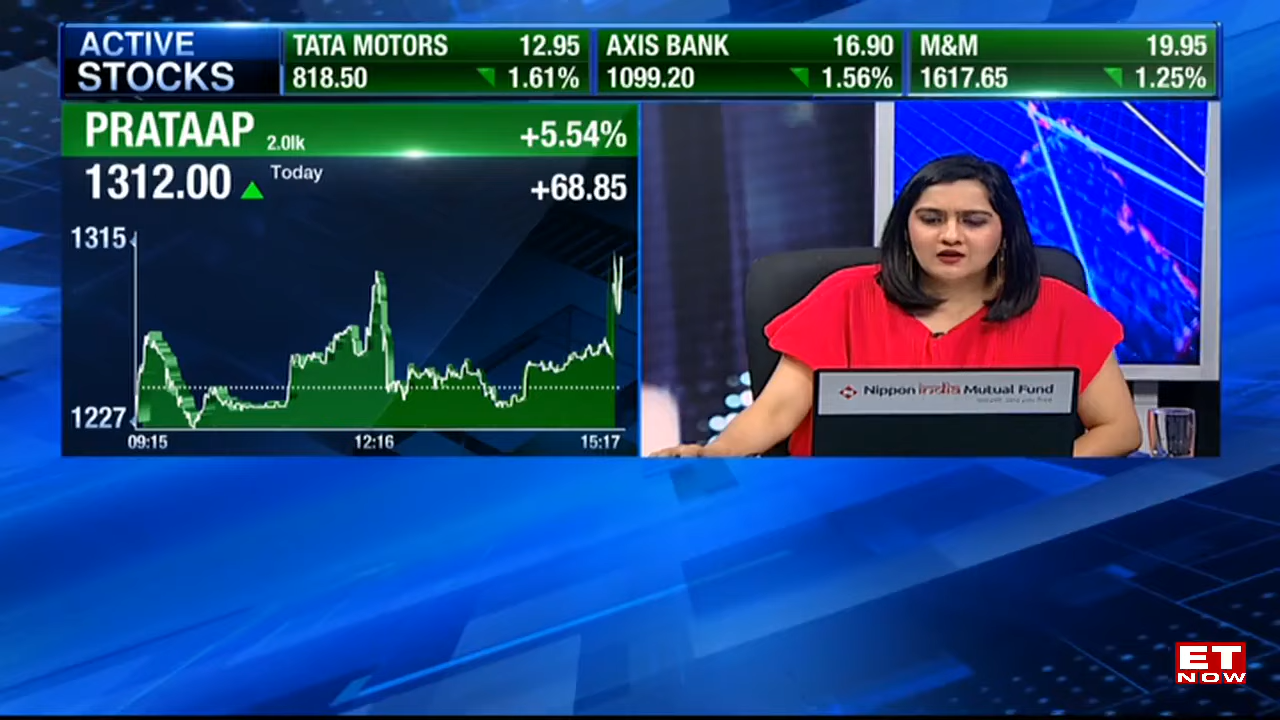 ACTIVE
STOCKS
TATA MOTORS 12.95
818.50 1.61%
AXIS BANK 16.90
1099.20 1.56%
M&M 19.95
1617.65 1.25%
PRATAAP 2.0lk +5.54%
1312.00 Today +68.85
1315
1227
09:15 12:16 15:17
Nippon india Mutual Fund
ET
NOW